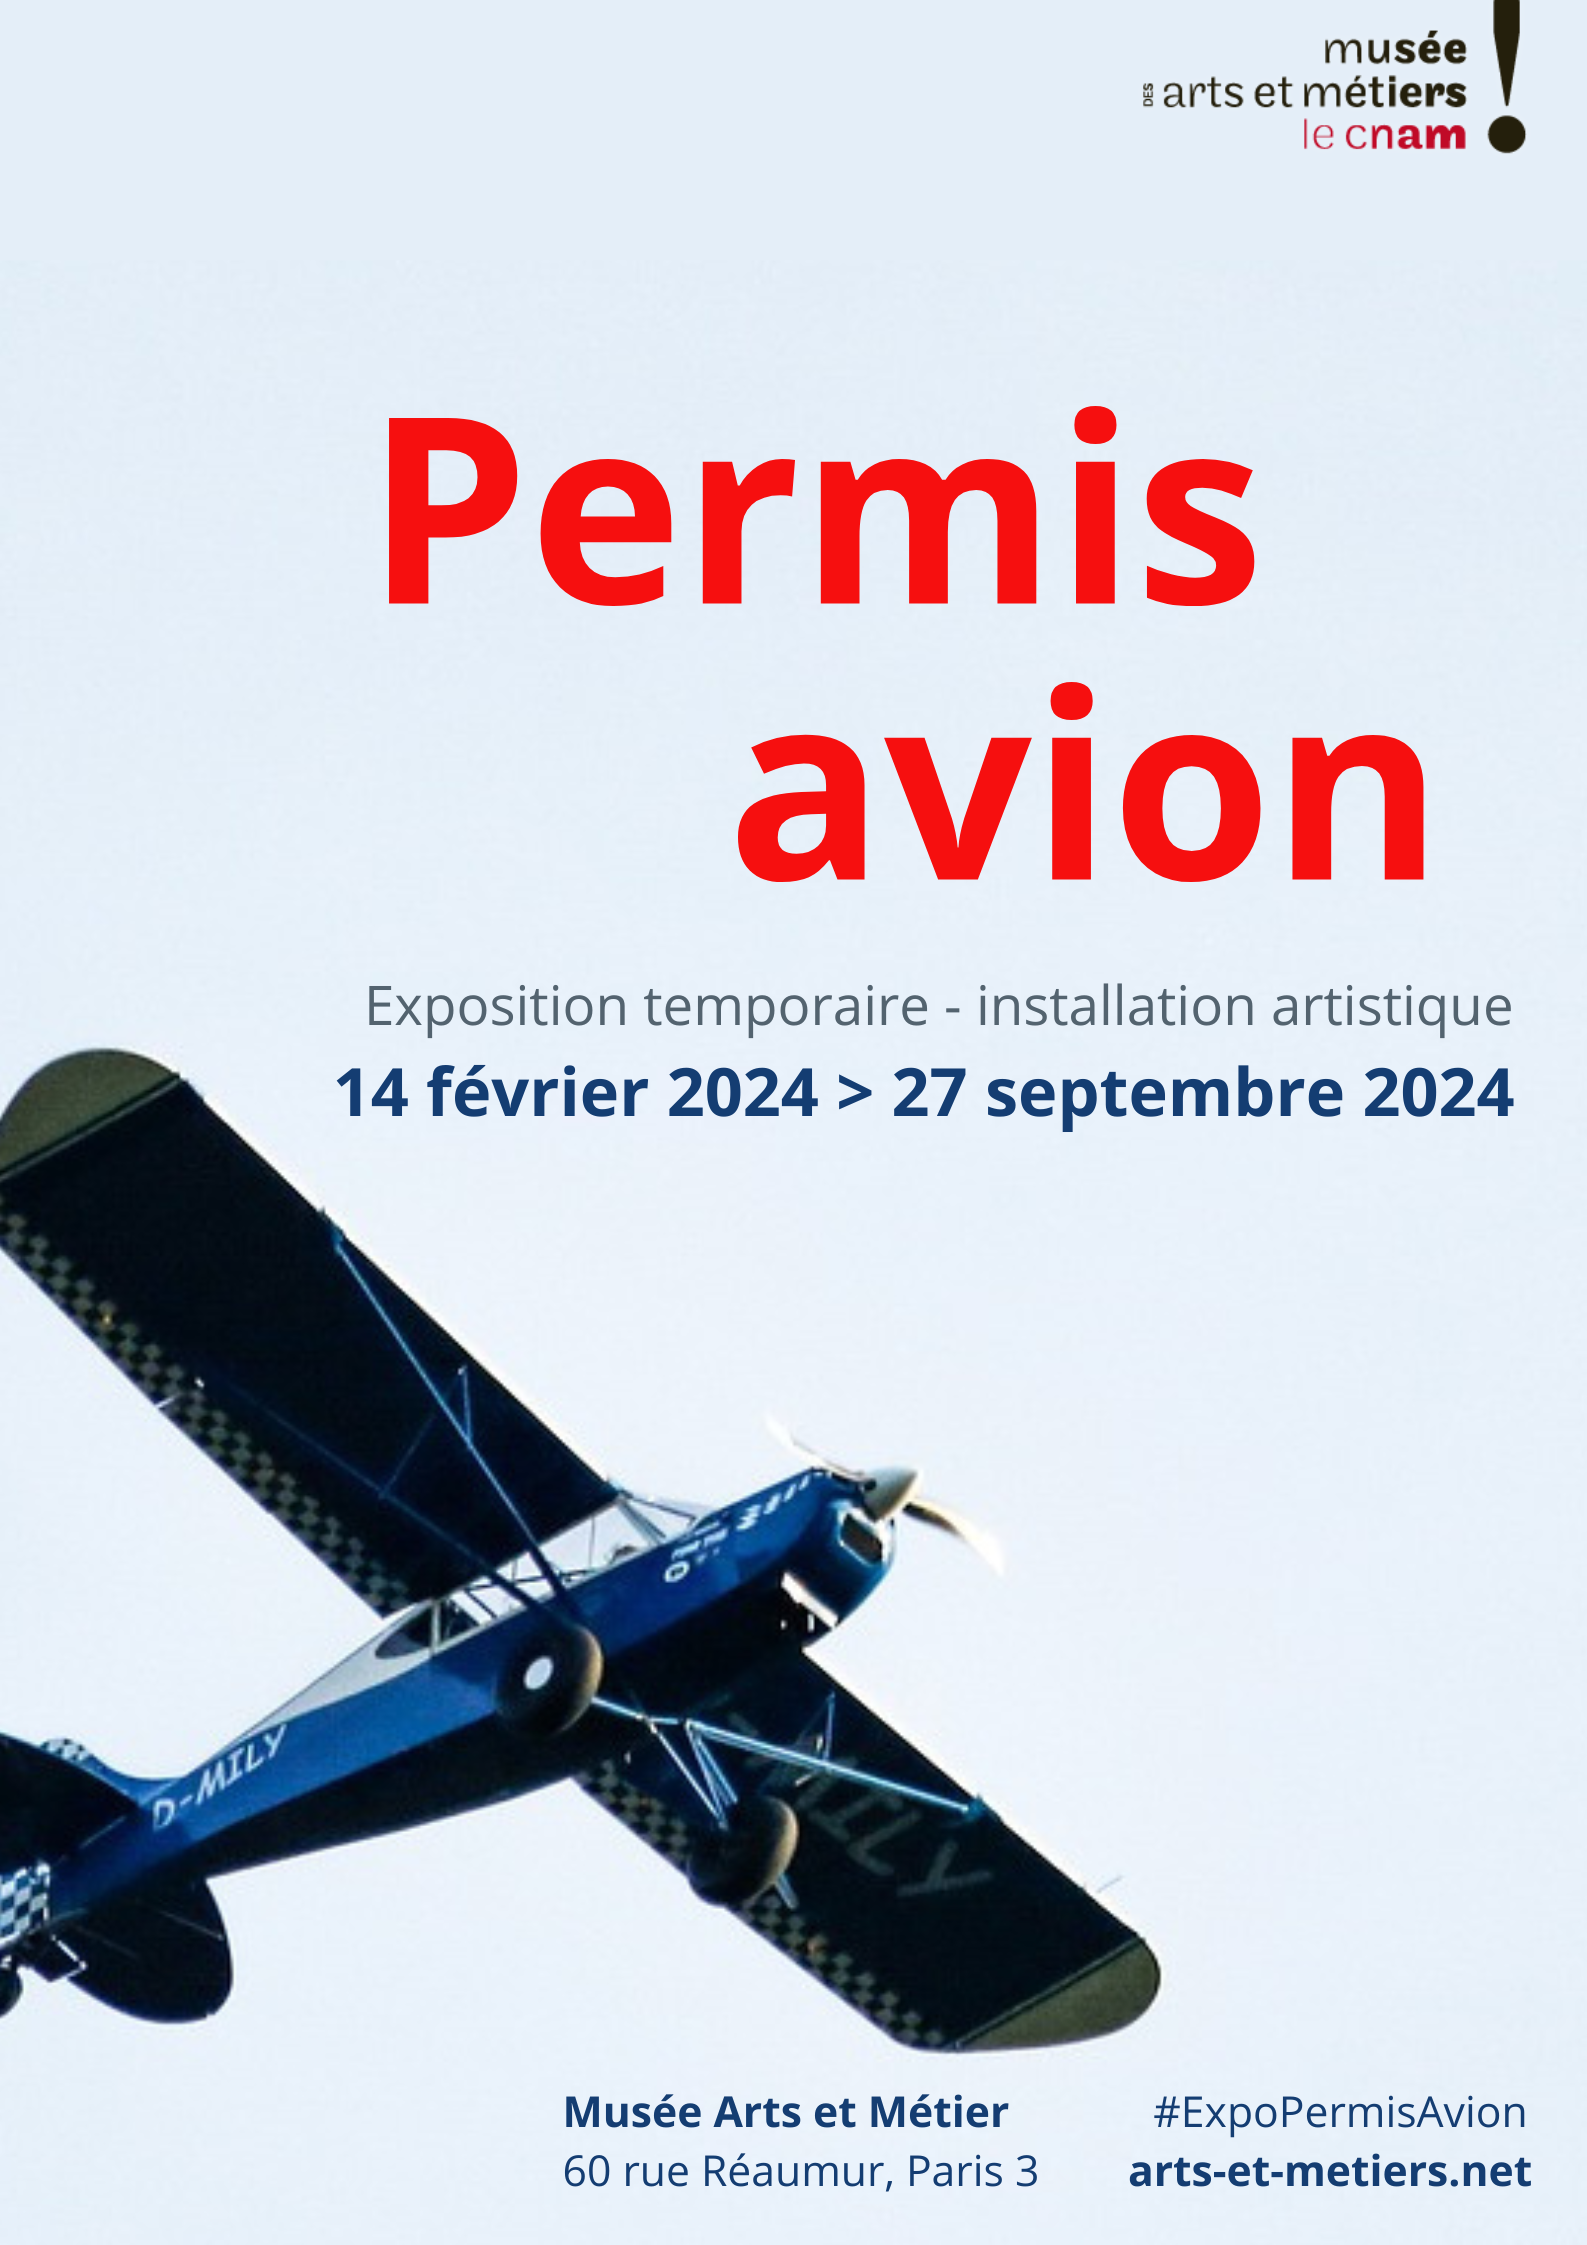 musée
DES arts et métiers
le cnam
Permis
avion
Exposition temporaire - installation artistique
14 février 2024 > 27 septembre 2024
D-MILY
MILY
Musée Arts et Métier
60 rue Réaumur, Paris 3
#ExpoPermisAvion
arts-et-metiers.net